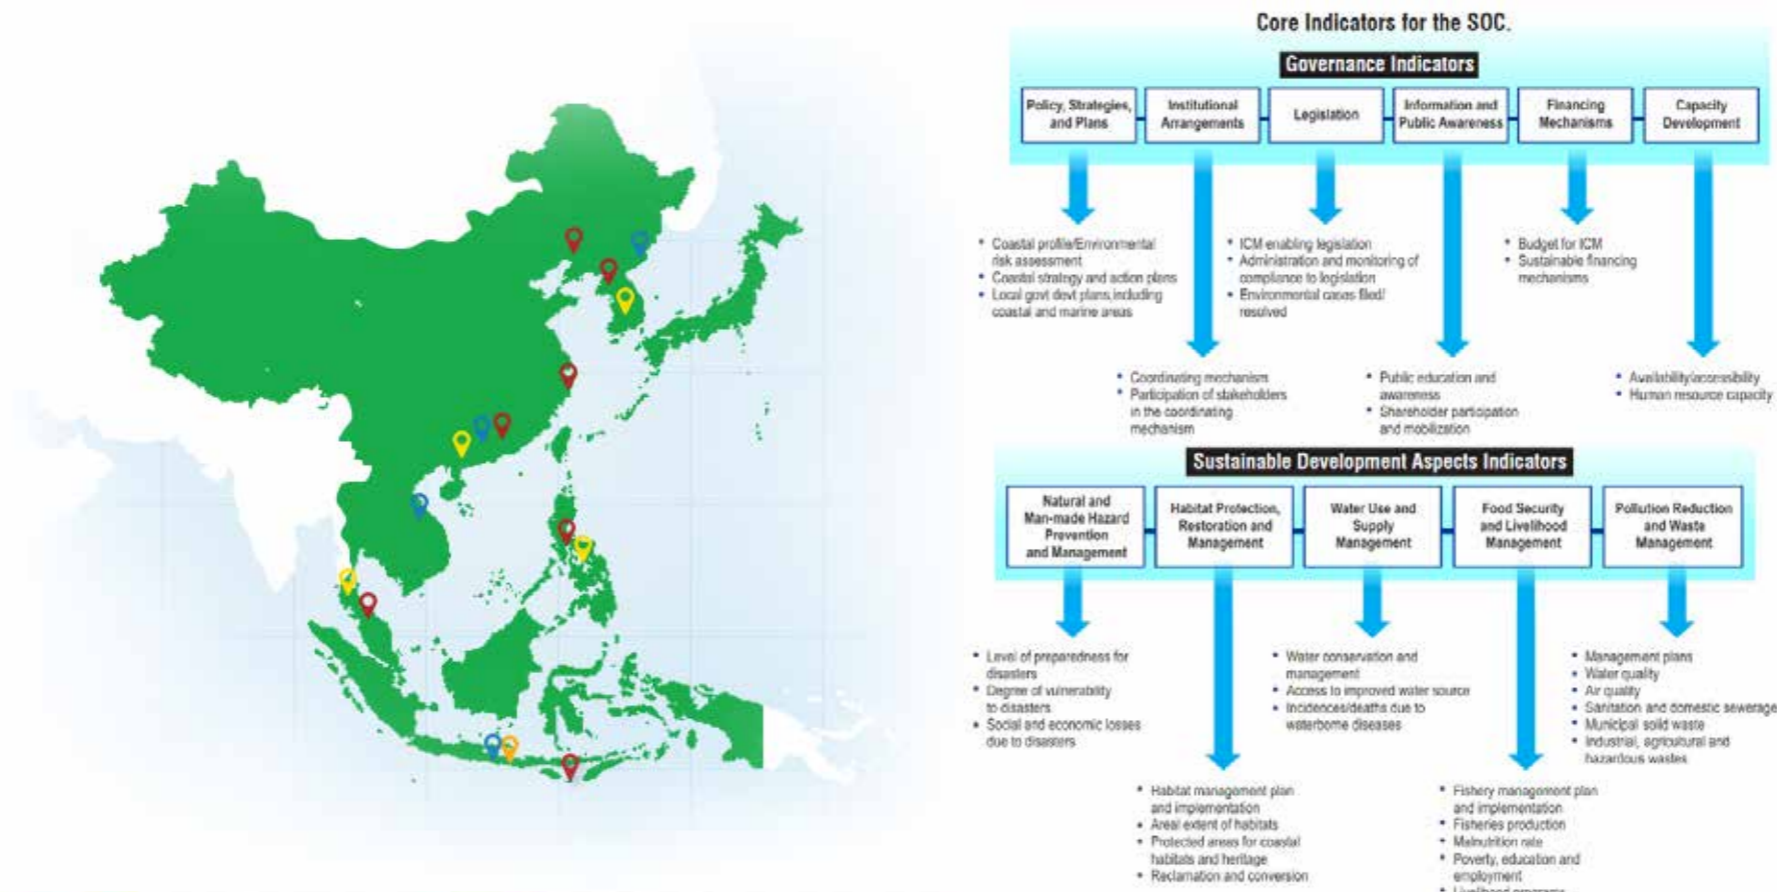 Core Indicators for the SOC.
Governance Indicators
Policy, Strategies,
and Plans
Institutional
Arrangements
Legislation
Information and
Public Awareness
Financing
Mechanisms
Capacity
Development
• Coastal profile/Environmental
risk assessment
• Coastal strategy and action plans
• Local govt devt plans, including
coastal and marine areas
• ICM enabling legislation
• Administration and monitoring of
compliance to legislation
• Environmental cases filed/
resolved
• Budget for ICM
• Sustainable financing
mechanisms
• Coordinating mechanism
• Participation of stakeholders
in the coordinating
mechanism
• Public education and
awareness
• Shareholder participation
and mobilization
• Availability/accessibility
• Human resource capacity
Sustainable Development Aspects Indicators
Natural and
Man-made Hazard
Prevention
and Management
Habitat Protection,
Restoration and
Management
Water Use and
Supply
Management
Food Security
and Livelihood
Management
Pollution Reduction
and Waste
Management
• Level of preparedness for
disasters
• Degree of vulnerability
to disasters
• Social and economic losses
due to disasters
• Water conservation and
management
• Access to improved water source
• Incidences/deaths due to
waterborne diseases
• Management plans
• Water quality
• Air quality
• Sanitation and domestic sewerage
• Municipal solid waste
• Industrial, agricultural and
hazardous wastes
• Habitat management plan
and implementation
• Areal extent of habitats
• Protected areas for coastal
habitats and heritage
• Reclamation and conversion
• Fishery management plan
and implementation
• Fisheries production
• Malnutrition rate
• Poverty, education and
employment